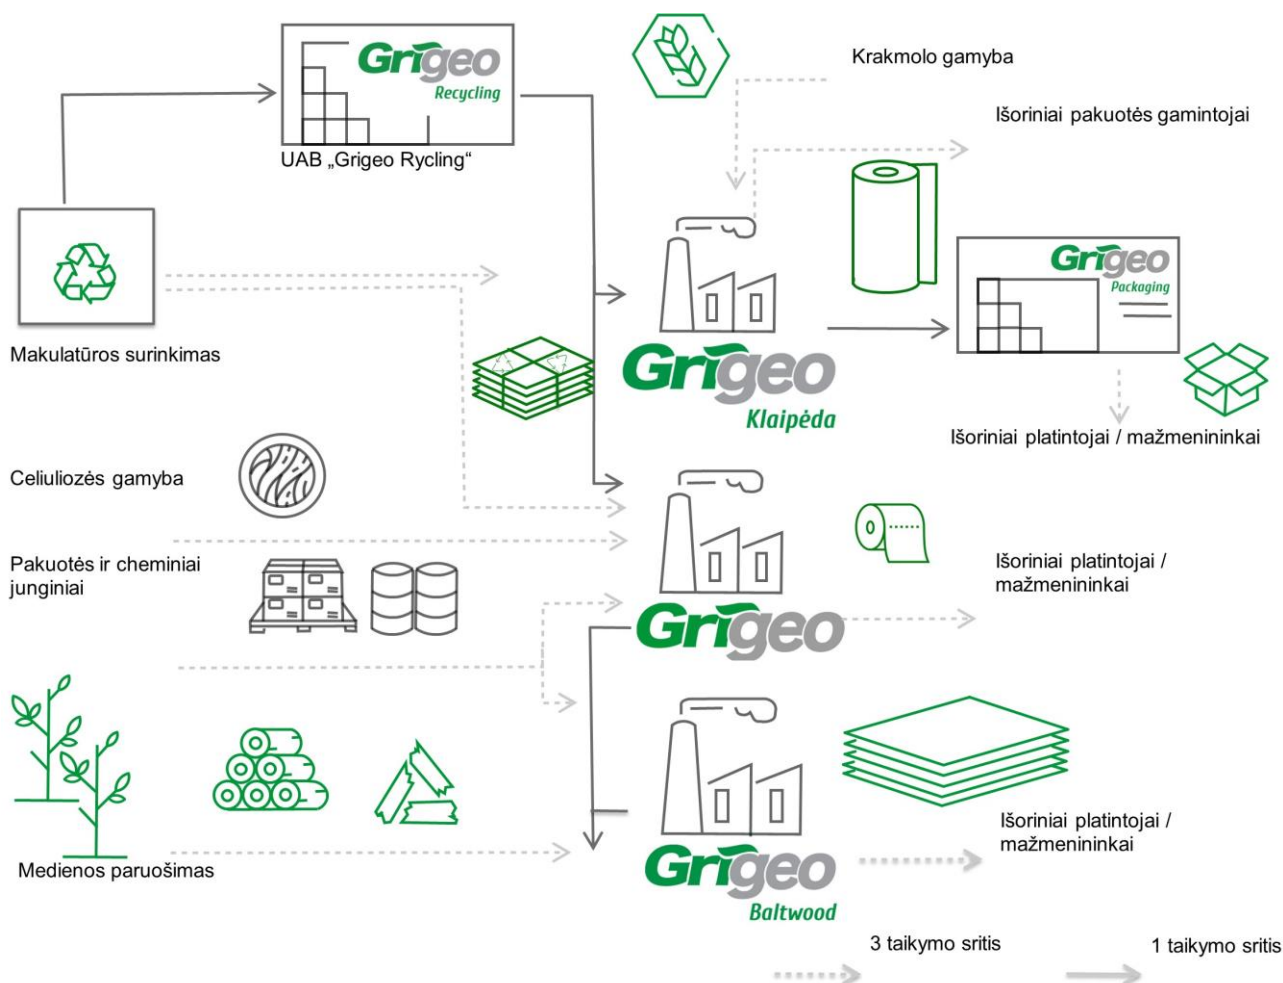 Grigeo
Recycling
UAB „Grigeo Rycling“
Krakmolo gamyba
Išoriniai pakuotės gamintojai
Makulatūros surinkimas
Grigeo
Klaipėda
Grigeo
Packaging
Išoriniai platintojai / mažmenininkai
Celiuliozės gamyba
Pakuotės ir cheminiai
junginiai
Grigeo
Išoriniai platintojai /
mažmenininkai
Medienos paruošimas
Grigeo
Baltwood
Išoriniai platintojai /
mažmenininkai
3 taikymo sritis
1 taikymo sritis